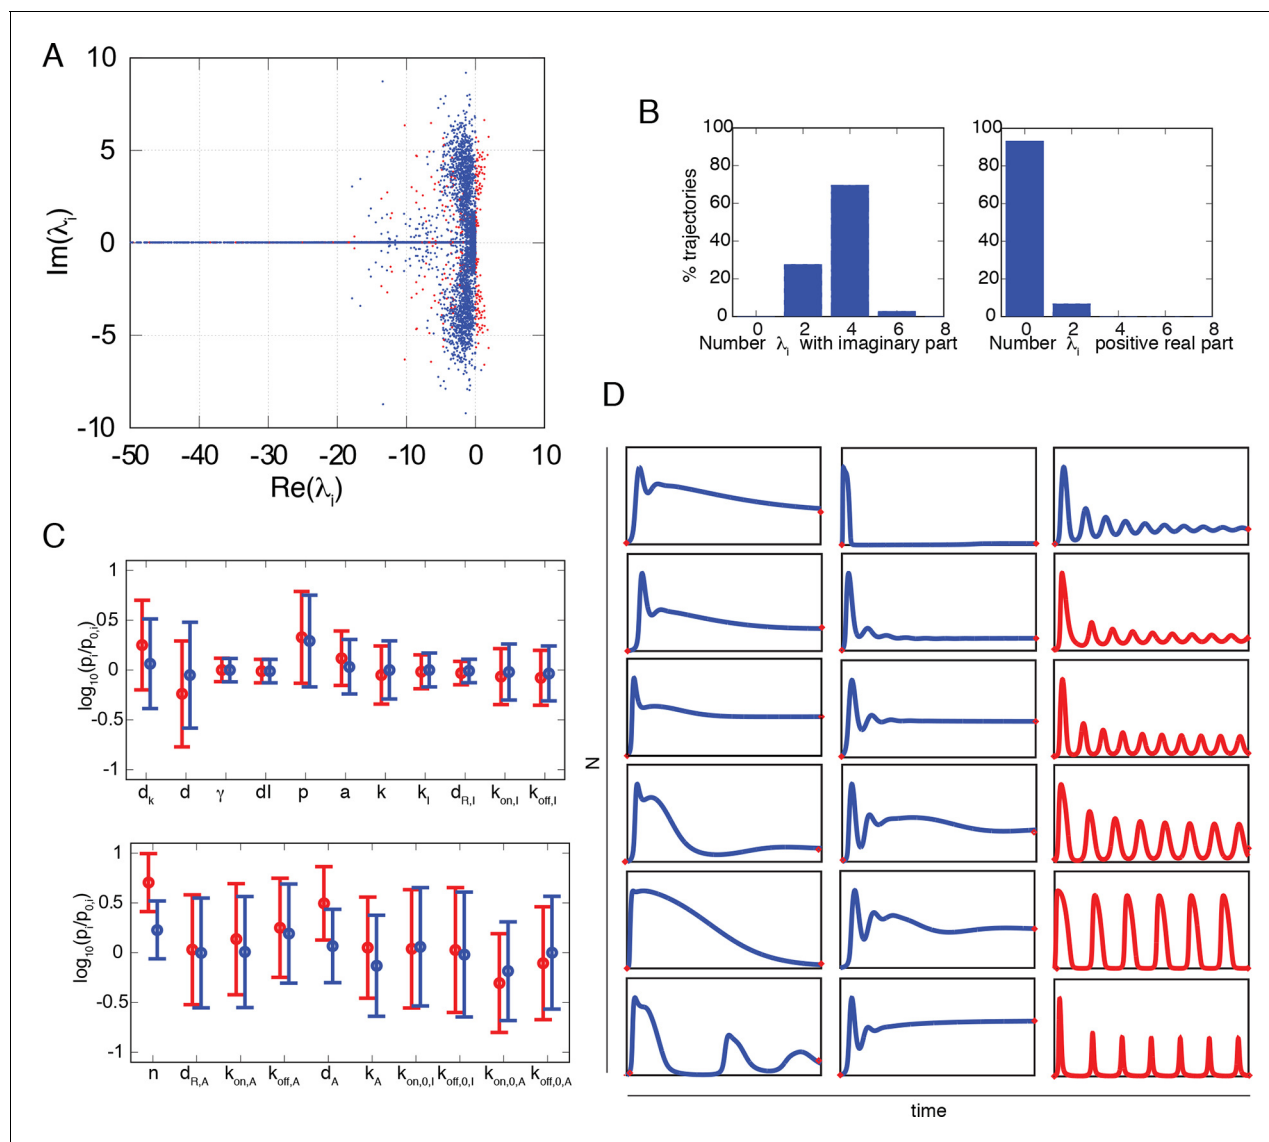 A
10
5
0
-5
-10
Im(λi)
-50 -40 -30 -20 -10 0 10
Re(λi)
B
100
80
60
40
20
0
% trajectories
0 2 4 6 8
Number λi with imaginary part
100
80
60
40
20
0
0 2 4 6 8
Number λi positive real part
C
1
0.5
0
-0.5
-1
log10(pi/p0,i)
dk d γ dI p a k kI dR,I kon,I koff,I
1
0.5
0
-0.5
-1
log10(pi/p0,i)
n dR,A kon,A koff,A dA kA kon,0,I koff,0,I kon,0,A koff,0,A
D
N
time